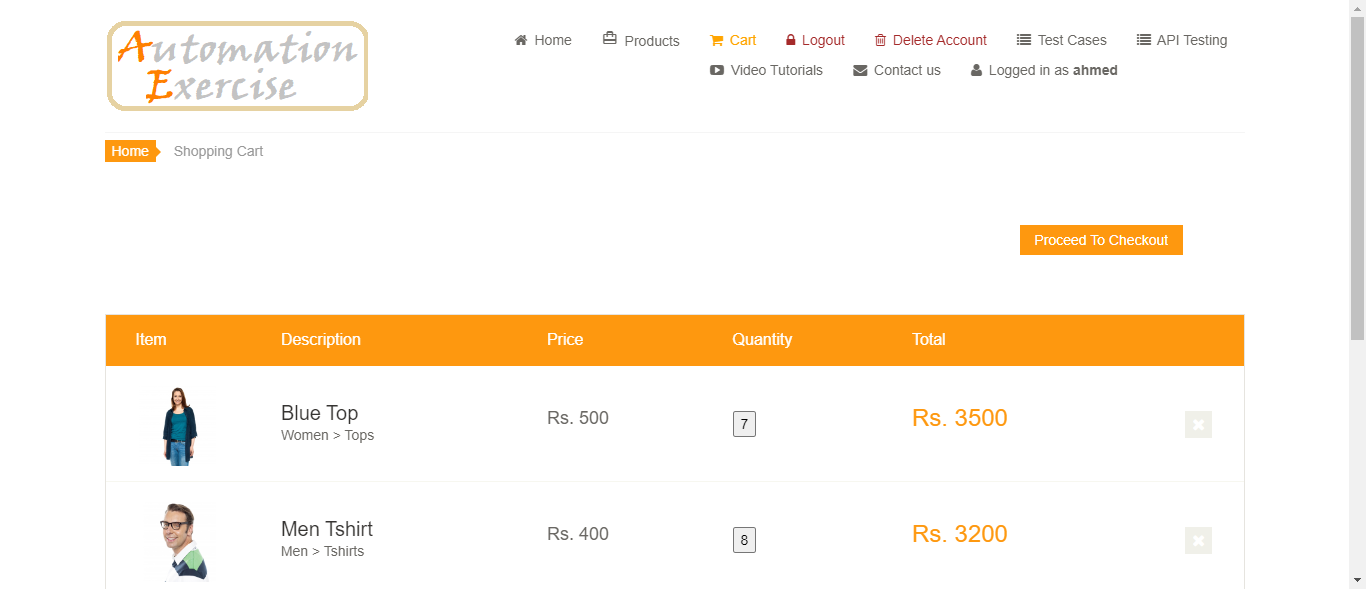 Automation
Exercise
Home Products Cart Logout Delete Account Test Cases API Testing
Video Tutorials Contact us Logged in as ahmed
Home Shopping Cart
Proceed To Checkout
Item Description Price Quantity Total
Blue Top
Women > Tops
Rs. 500
7
Rs. 3500
Men Tshirt
Men > Tshirts
Rs. 400
8
Rs. 3200